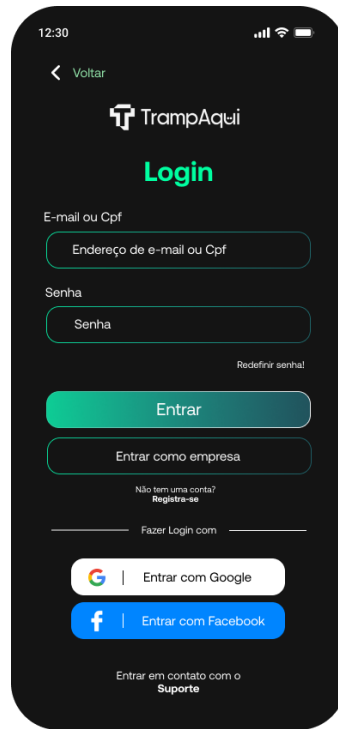 12:30
Voltar
TrampAqui
Login
E-mail ou Cpf
Endereço de e-mail ou Cpf
Senha
Senha
Redefinir senha!
Entrar
Entrar como empresa
Não tem uma conta?
Registra-se
Fazer Login com
Entrar com Google
Entrar com Facebook
Entrar em contato com o
Suporte